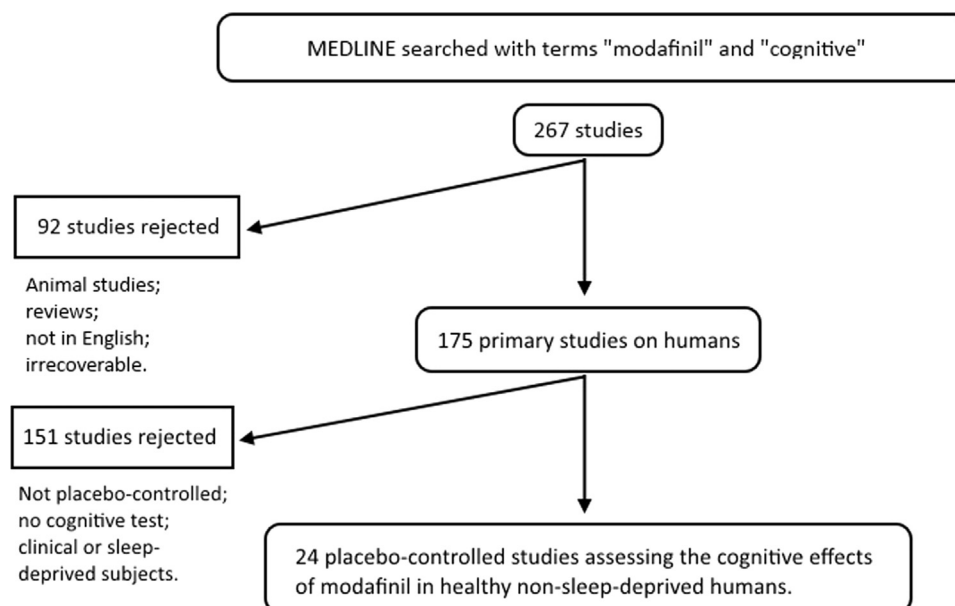 MEDLINE searched with terms "modafinil" and "cognitive"
267 studies
92 studies rejected
Animal studies;
reviews;
not in English;
irrecoverable.
175 primary studies on humans
151 studies rejected
Not placebo-controlled;
no cognitive test;
clinical or sleep-
deprived subjects.
24 placebo-controlled studies assessing the cognitive effects
of modafinil in healthy non-sleep-deprived humans.